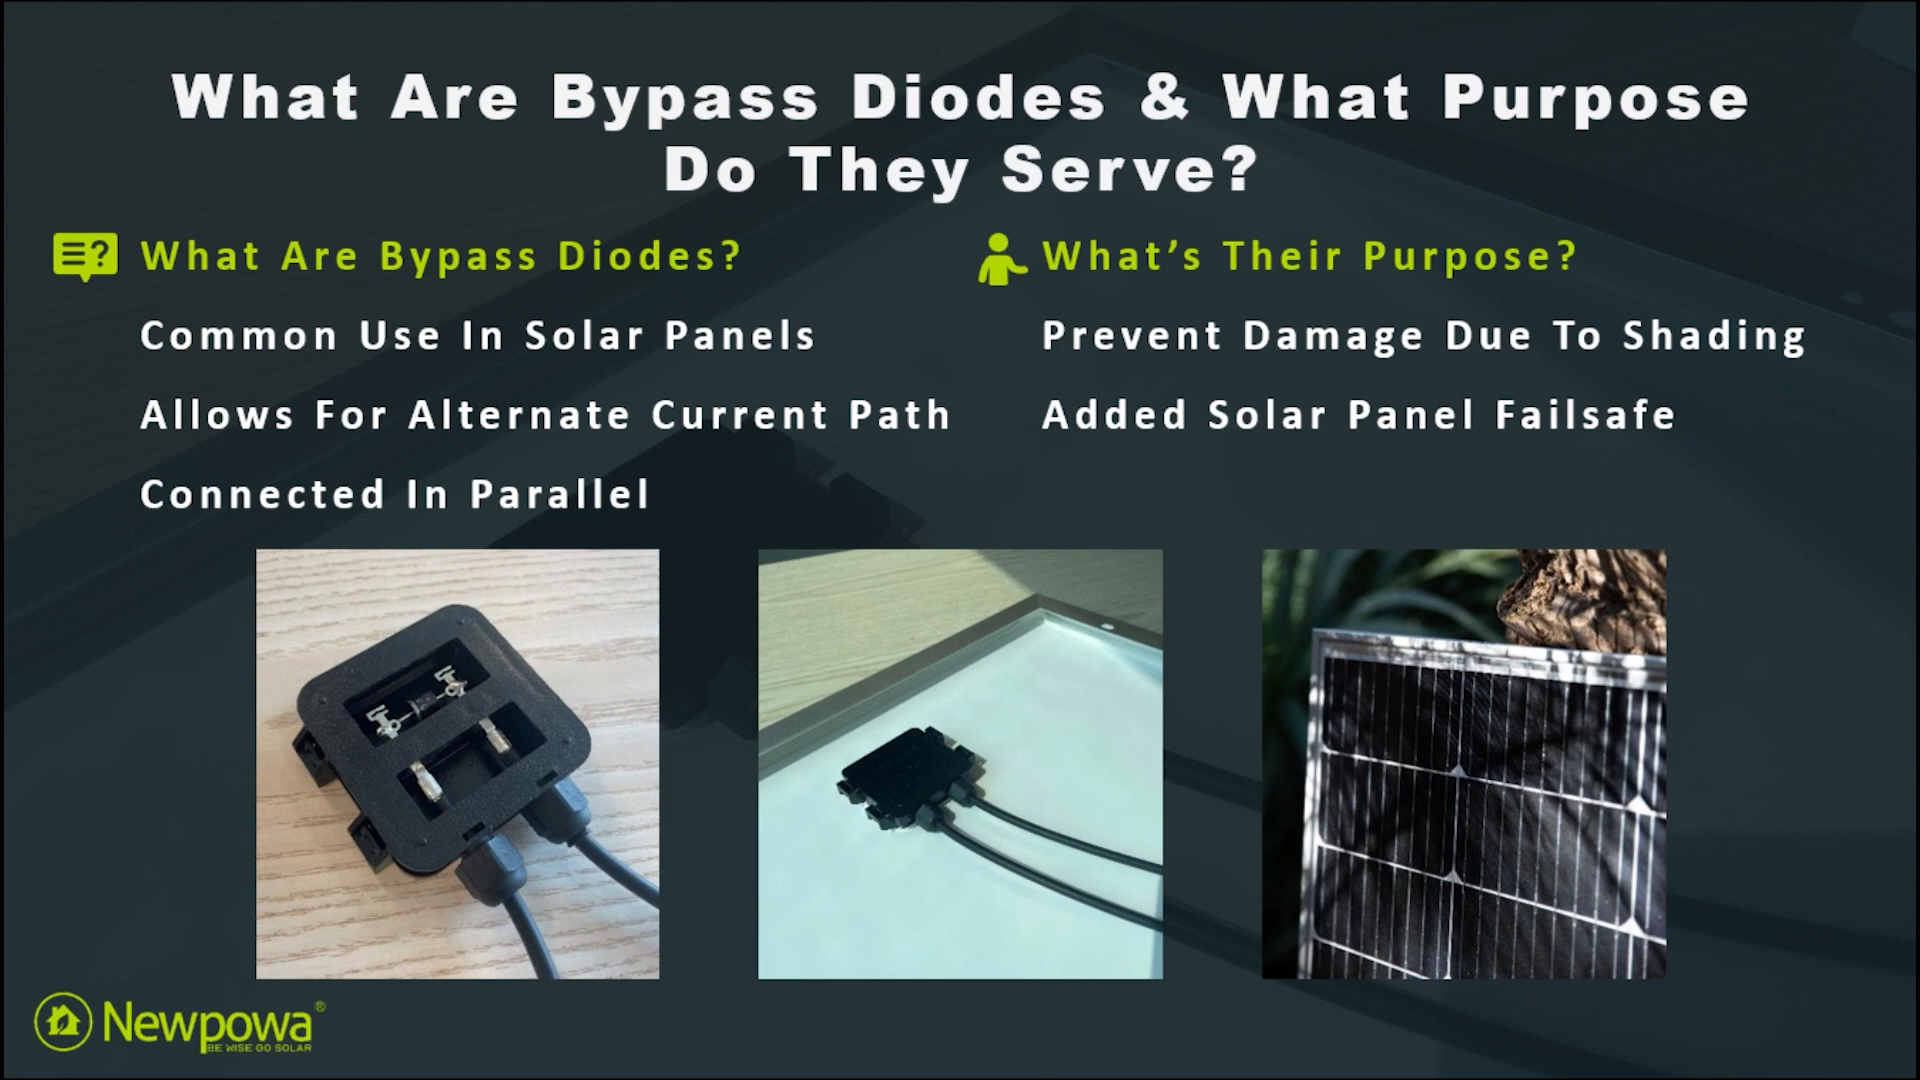 What Are Bypass Diodes & What Purpose
Do They Serve?
What Are Bypass Diodes?
Common Use In Solar Panels
Allows For Alternate Current Path
Connected In Parallel
What’s Their Purpose?
Prevent Damage Due To Shading
Added Solar Panel Failsafe
Newpowa®
BE WISE GO SOLAR